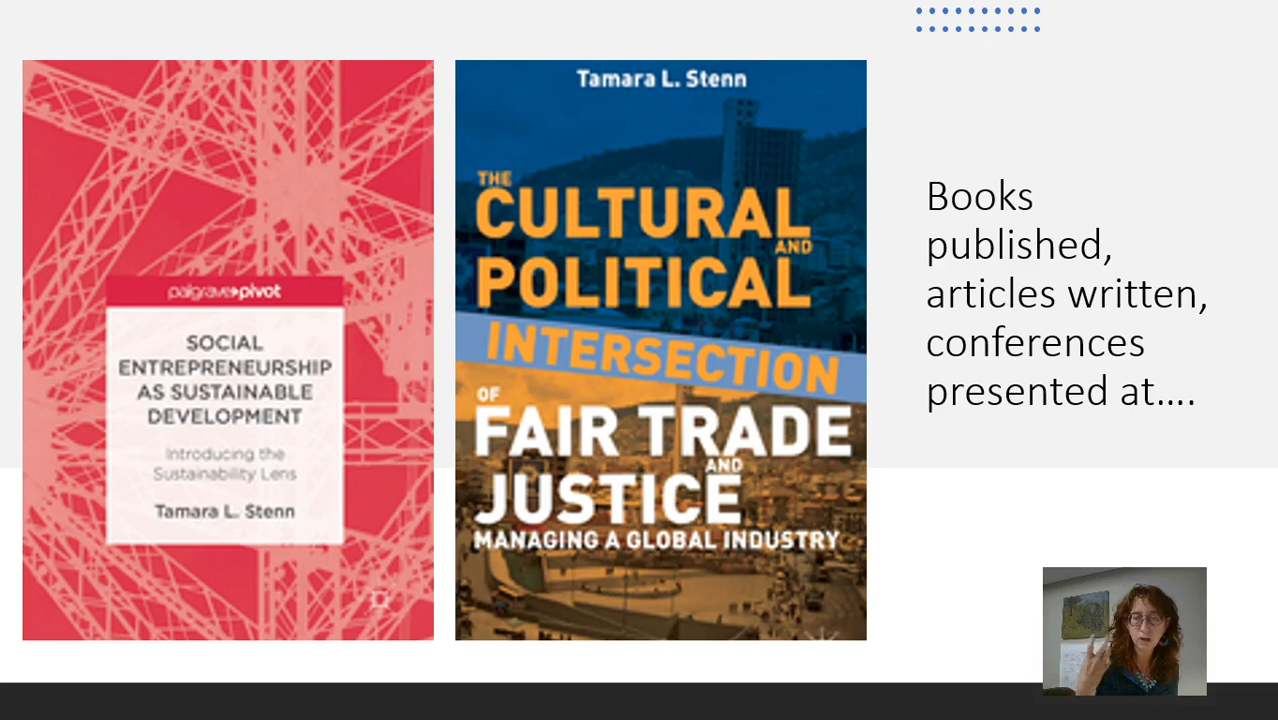 palgrave pivot
SOCIAL
ENTREPRENEURSHIP
AS SUSTAINABLE
DEVELOPMENT
Introducing the
Sustainability Lens
Tamara L. Stenn
Tamara L. Stenn
THE
CULTURAL
AND
POLITICAL
INTERSECTION
OF
FAIR TRADE
AND
JUSTICE
MANAGING A GLOBAL INDUSTRY
Books
published,
articles written,
conferences
presented at....